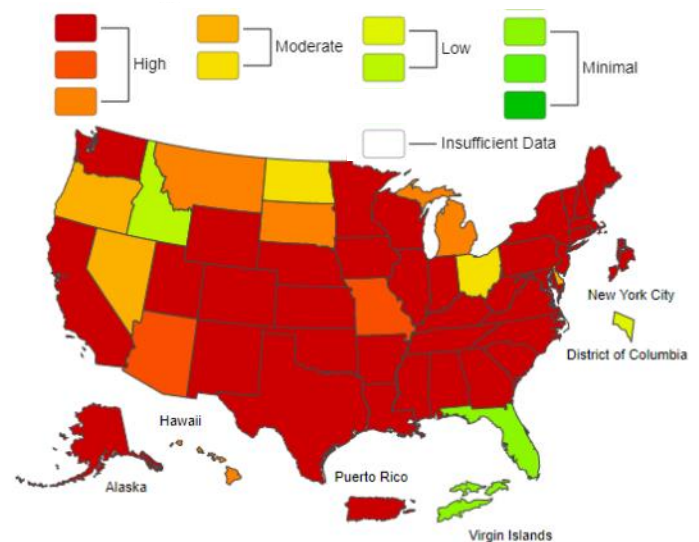 High
Moderate
Low
Minimal
Insufficient Data
New York City
District of Columbia
Hawaii
Alaska
Puerto Rico
Virgin Islands